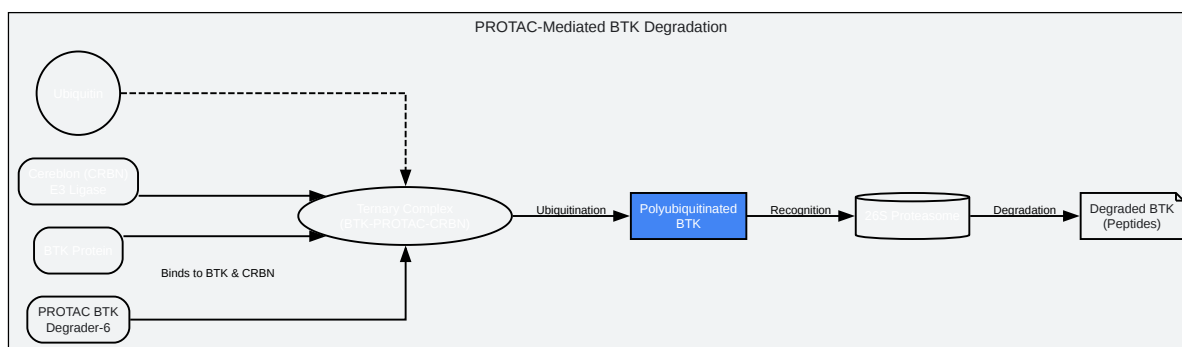 PROTAC-Mediated BTK Degradation
Ubiquitin
Cereblon (CRBN)
E3 Ligase
BTK Protein
Binds to BTK & CRBN
PROTAC BTK
Degrader-6
Ternary Complex
(BTK-PROTAC-CRBN)
Ubiquitination
Polyubiquitinated
BTK
Recognition
26S Proteasome
Degradation
Degraded BTK
(Peptides)